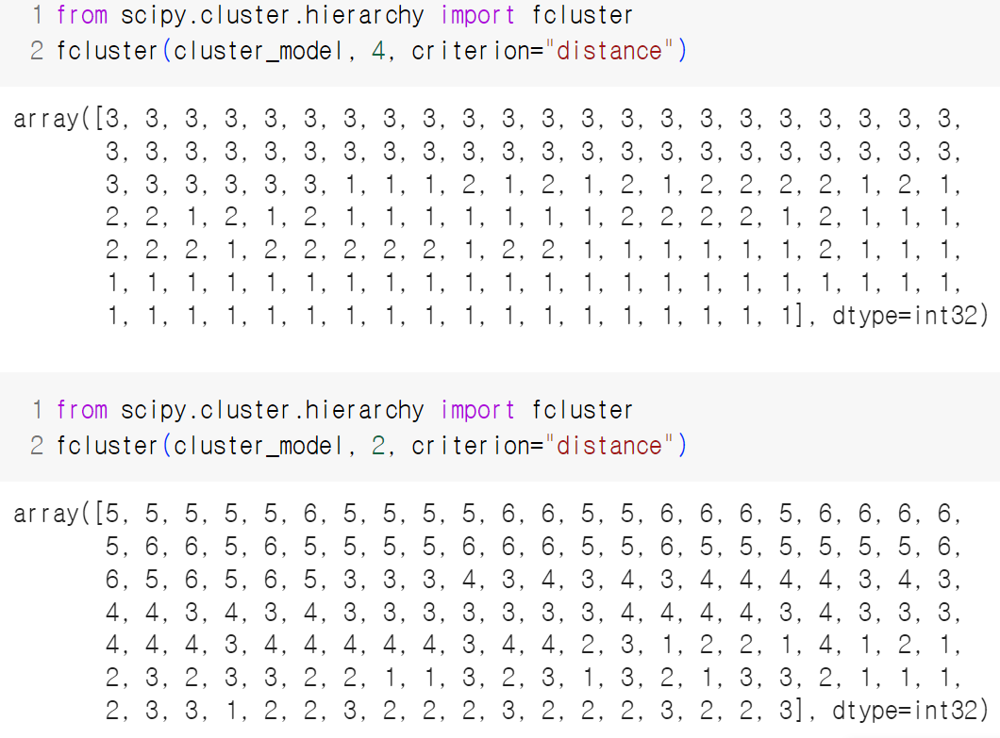 1 from scipy.cluster.hierarchy import fcluster
2 fcluster(cluster_model, 4, criterion="distance")
array([3, 3, 3, 3, 3, 3, 3, 3, 3, 3, 3, 3, 3, 3, 3, 3, 3, 3, 3, 3, 3, 3,
3, 3, 3, 3, 3, 3, 3, 3, 3, 3, 3, 3, 3, 3, 3, 3, 3, 3, 3, 3, 3, 3,
3, 3, 3, 3, 3, 3, 1, 1, 1, 2, 1, 2, 1, 2, 1, 2, 2, 2, 2, 1, 2, 1,
2, 2, 1, 2, 1, 2, 1, 1, 1, 1, 1, 1, 1, 2, 2, 2, 2, 1, 2, 1, 1, 1,
2, 2, 2, 1, 2, 2, 2, 2, 2, 1, 2, 2, 1, 1, 1, 1, 1, 1, 2, 1, 1, 1,
1, 1, 1, 1, 1, 1, 1, 1, 1, 1, 1, 1, 1, 1, 1, 1, 1, 1, 1, 1, 1, 1,
1, 1, 1, 1, 1, 1, 1, 1, 1, 1, 1, 1, 1, 1, 1, 1, 1, 1], dtype=int32)
1 from scipy.cluster.hierarchy import fcluster
2 fcluster(cluster_model, 2, criterion="distance")
array([5, 5, 5, 5, 5, 6, 5, 5, 5, 5, 6, 6, 5, 5, 6, 6, 6, 5, 6, 6, 6, 6,
5, 6, 6, 5, 6, 5, 5, 5, 5, 6, 6, 6, 5, 5, 6, 5, 5, 5, 5, 5, 5, 6,
6, 5, 6, 5, 6, 5, 3, 3, 3, 4, 3, 4, 3, 4, 3, 4, 4, 4, 4, 3, 4, 3,
4, 4, 3, 4, 3, 4, 3, 3, 3, 3, 3, 3, 3, 4, 4, 4, 4, 3, 4, 3, 3, 3,
4, 4, 4, 3, 4, 4, 4, 4, 4, 3, 4, 4, 2, 3, 1, 2, 2, 1, 4, 1, 2, 1,
2, 3, 2, 3, 3, 2, 2, 1, 1, 3, 2, 3, 1, 3, 2, 1, 3, 3, 2, 1, 1, 1,
2, 3, 3, 1, 2, 2, 3, 2, 2, 2, 3, 2, 2, 2, 3, 2, 2, 3], dtype=int32)